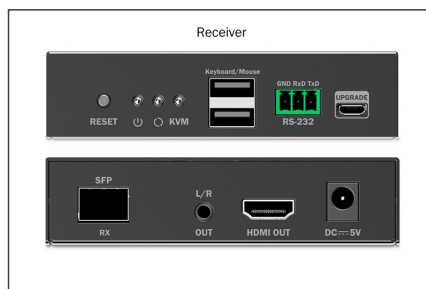 Receiver
Keyboard/Mouse
GND RxD TxD
UPGRADE
RESET
KVM
RS-232
SFP
L/R
RX
OUT
HDMI OUT
DC⎓5V